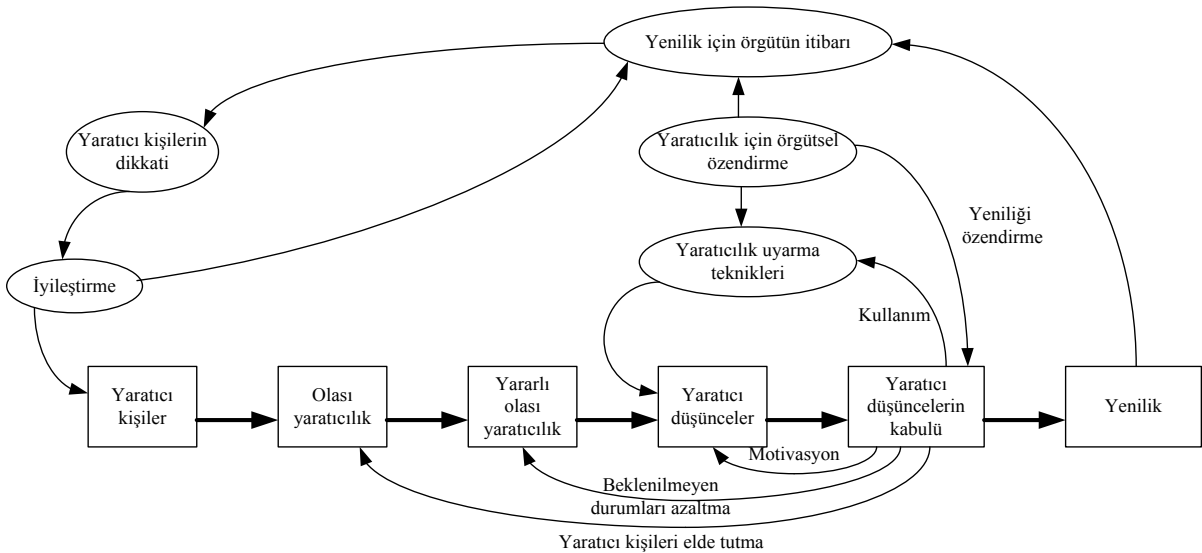 Yenilik için örgütün itibarı
Yaratıcı kişilerin
dikkati
Yaratıcılık için örgütsel
özendirme
Yeniliği
özendirme
Yaratıcılık uyarma
teknikleri
İyileştirme
Kullanım
Yaratıcı
kişiler
Olası
yaratıcılık
Yararlı
olası
yaratıcılık
Yaratıcı
düşünceler
Yaratıcı
düşüncelerin
kabulü
Yenilik
Motivasyon
Beklenilmeyen
durumları azaltma
Yaratıcı kişileri elde tutma